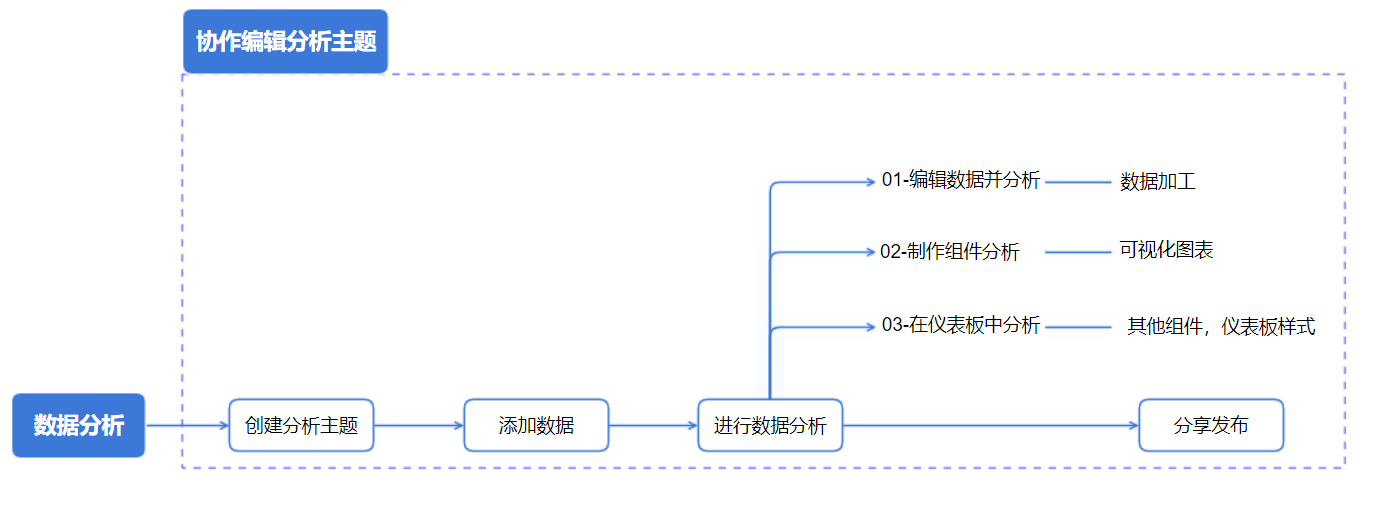 协作编辑分析主题
01-编辑数据并分析
数据加工
02-制作组件分析
可视化图表
03-在仪表板中分析
其他组件，仪表板样式
数据分析
创建分析主题
添加数据
进行数据分析
分享发布